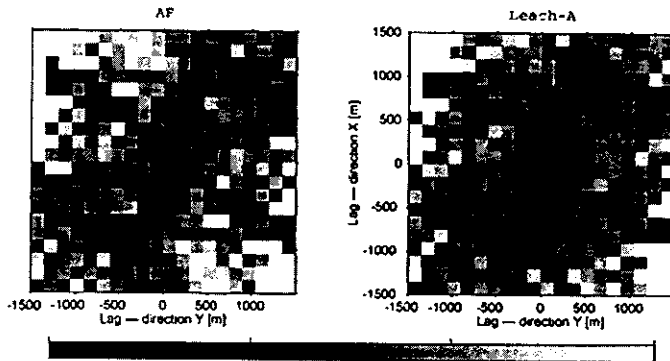 AF
Leach-A
1500
1000
500
0
-500
-1000
-1500
Lag — direction X [m]
-1500 -1000 -500 0 500 1000
Lag — direction Y [m]
-1500 -1000 -500 0 500 1000
Lag — direction Y [m]